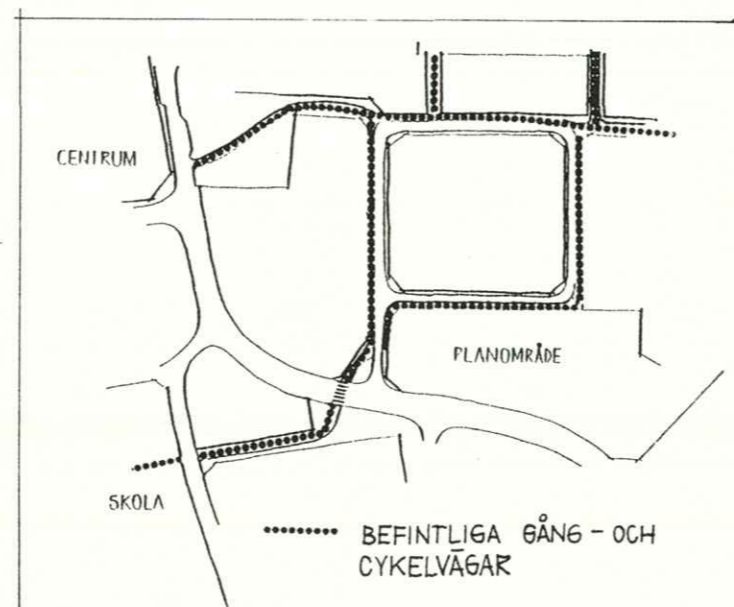 CENTRUM
PLANOMRÅDE
SKOLA
BEFINTLIGA GÅNG - OCH
CYKELVÄGAR